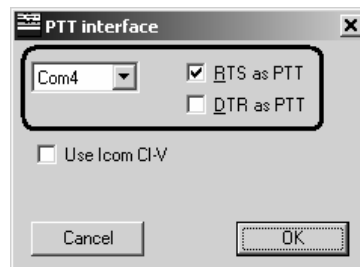 PTT interface
Com4
RTS as PTT
DTR as PTT
Use Icom CI-V
Cancel
OK